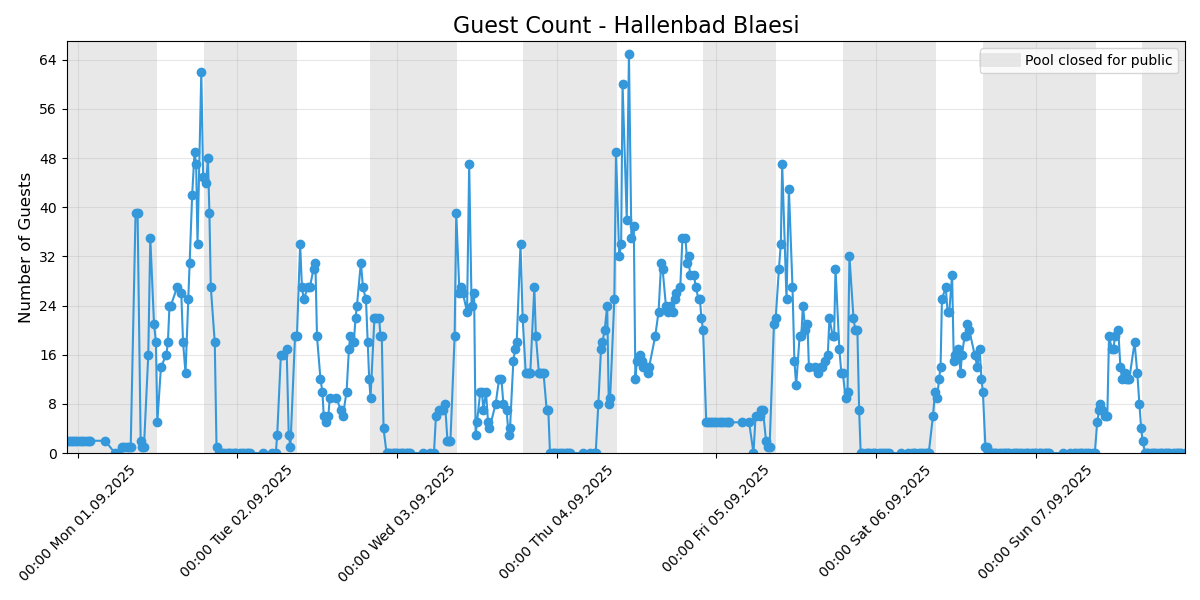 Guest Count - Hallenbad Blaesi
Pool closed for public
Number of Guests
64
56
48
40
32
24
16
8
0
00:00 Mon 01.09.2025
00:00 Tue 02.09.2025
00:00 Wed 03.09.2025
00:00 Thu 04.09.2025
00:00 Fri 05.09.2025
00:00 Sat 06.09.2025
00:00 Sun 07.09.2025